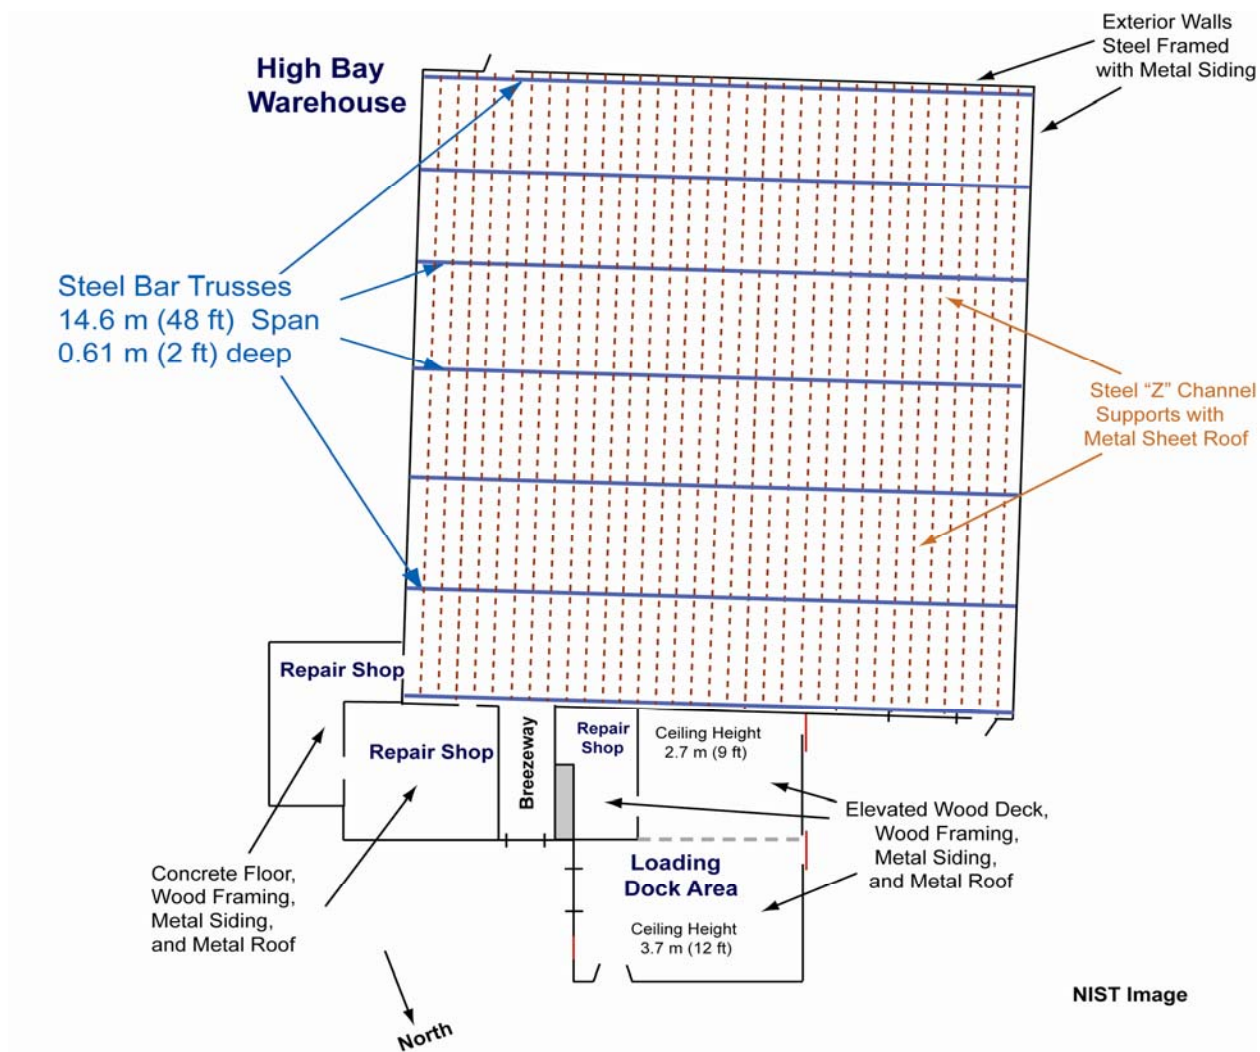 Exterior Walls
Steel Framed
with Metal Siding
High Bay
Warehouse
Steel Bar Trusses
14.6 m (48 ft) Span
0.61 m (2 ft) deep
Steel “Z” Channel
Supports with
Metal Sheet Roof
Repair Shop
Repair Shop
Breezeway
Repair
Shop
Ceiling Height
2.7 m (9 ft)
Elevated Wood Deck,
Wood Framing,
Metal Siding,
and Metal Roof
Loading
Dock Area
Ceiling Height
3.7 m (12 ft)
Concrete Floor,
Wood Framing,
Metal Siding,
and Metal Roof
North
NIST Image